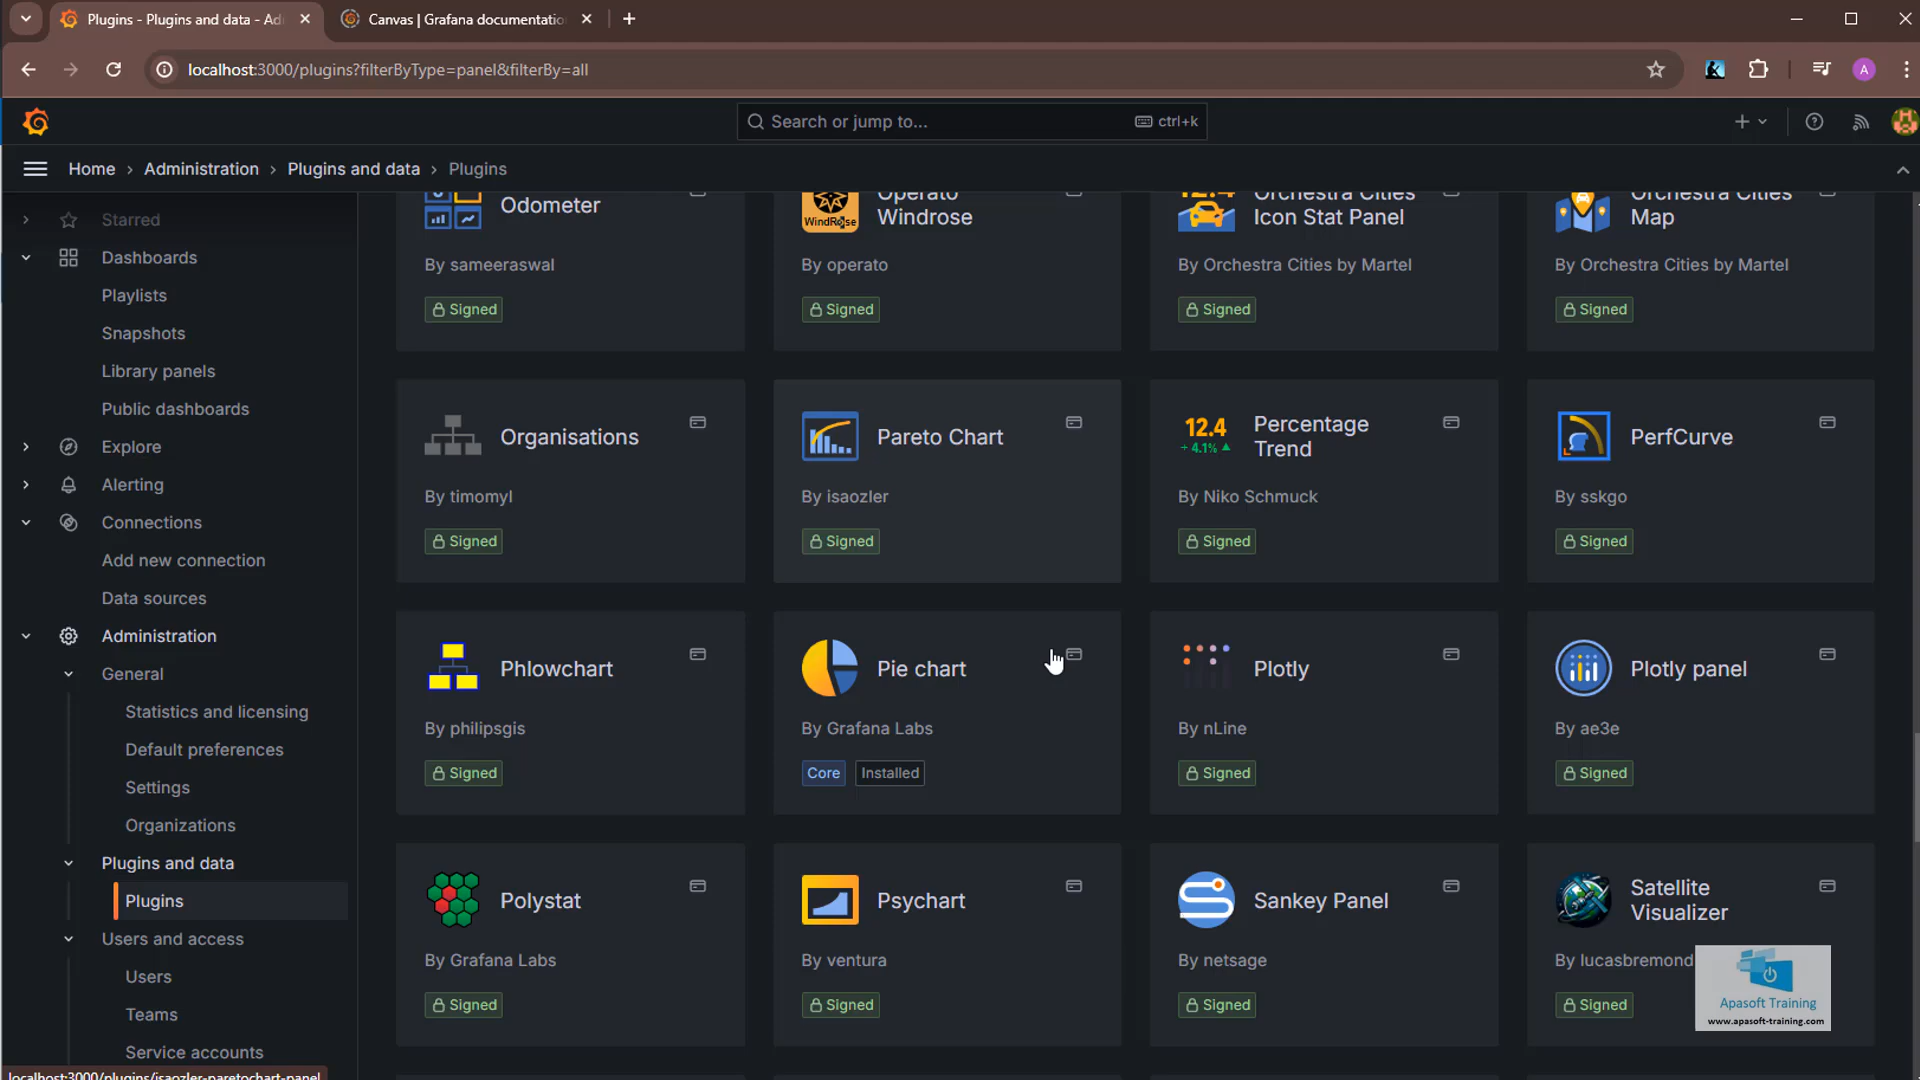 Plugins - Plugins and data - Ad
Canvas | Grafana documentatio
localhost:3000/plugins?filterByType=panel&filterBy=all
A
Search or jump to...
ctrl+k
Home › Administration › Plugins and data › Plugins
Starred
Dashboards
Playlists
Snapshots
Library panels
Public dashboards
Explore
Alerting
Connections
Add new connection
Data sources
Administration
General
Statistics and licensing
Default preferences
Settings
Organizations
Plugins and data
Plugins
Users and access
Users
Teams
Service accounts
localhost:3000/plugins/isaozler-paretochart-panel
Odometer
By sameeraswal
Signed
WindRose
Operato
Windrose
By operato
Signed
12.4
Orchestra Cities
Icon Stat Panel
By Orchestra Cities by Martel
Signed
Orchestra Cities
Map
By Orchestra Cities by Martel
Signed
Organisations
By timomyl
Signed
Pareto Chart
By isaozler
Signed
12.4
+ 4.1%
Percentage
Trend
By Niko Schmuck
Signed
PerfCurve
By sskgo
Signed
Phlowchart
By philipsgis
Signed
Pie chart
By Grafana Labs
Core
Installed
Plotly
By nLine
Signed
Plotly panel
By ae3e
Signed
Polystat
By Grafana Labs
Signed
Psychart
By ventura
Signed
Sankey Panel
By netsage
Signed
Satellite
Visualizer
By lucasbremond
Signed
Apasoft Training
www.apasoft-training.com